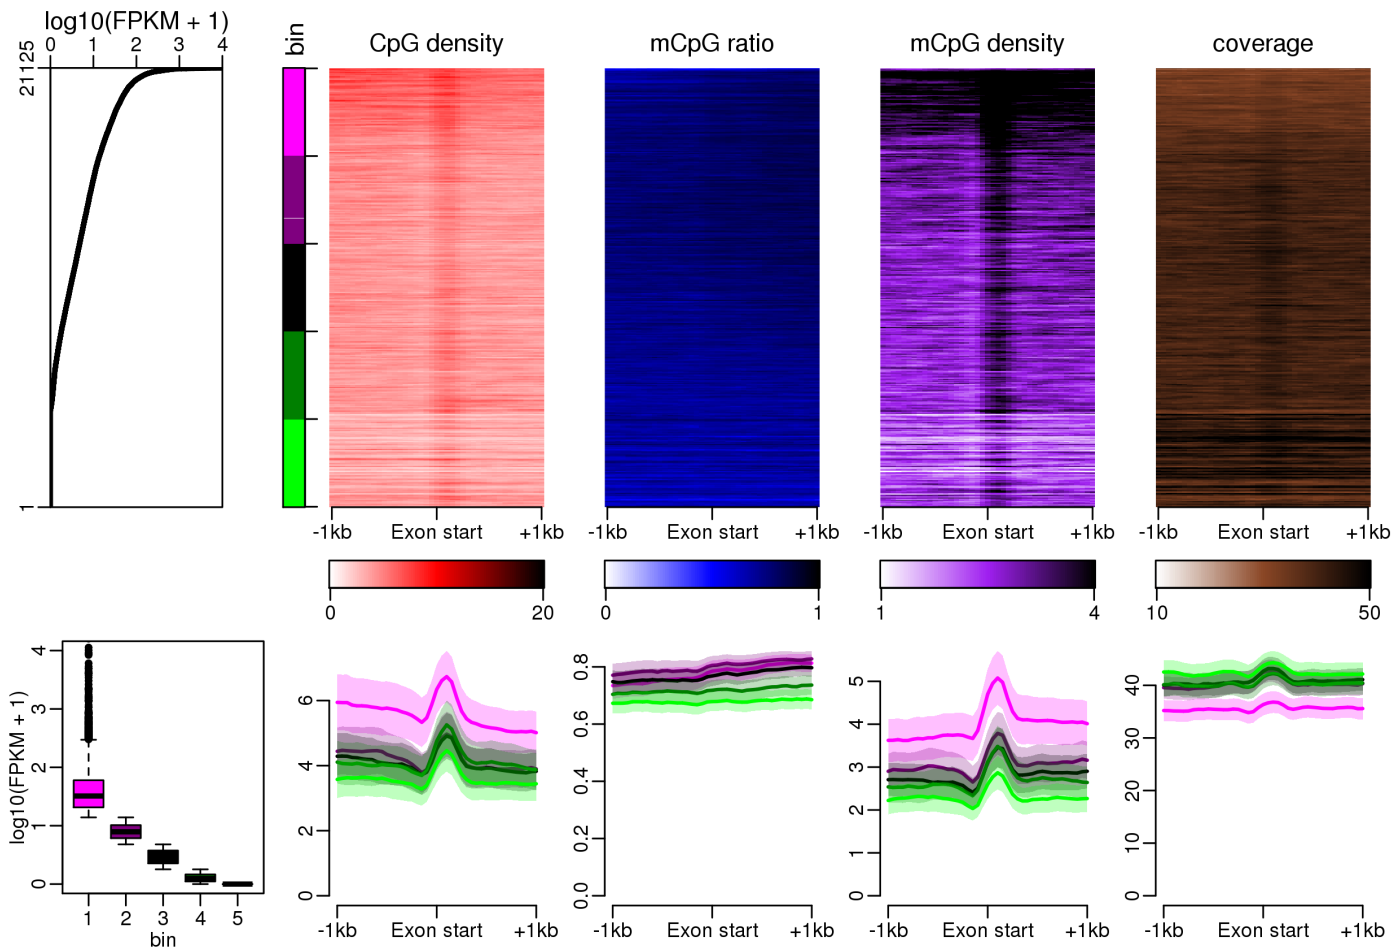 log10(FPKM + 1)
0 1 2 3 4
21125
1
bin
CpG density
mCpG ratio
mCpG density
coverage
-1kb Exon start +1kb
-1kb Exon start +1kb
-1kb Exon start +1kb
-1kb Exon start +1kb
0 20
0 1
1 4
10 50
log10(FPKM + 1)
4
3
2
1
0
1 2 3 4 5
bin
6
4
2
0
-1kb Exon start +1kb
0.8
0.6
0.4
0.2
0.0
-1kb Exon start +1kb
5
4
3
2
1
0
-1kb Exon start +1kb
40
30
20
10
0
-1kb Exon start +1kb